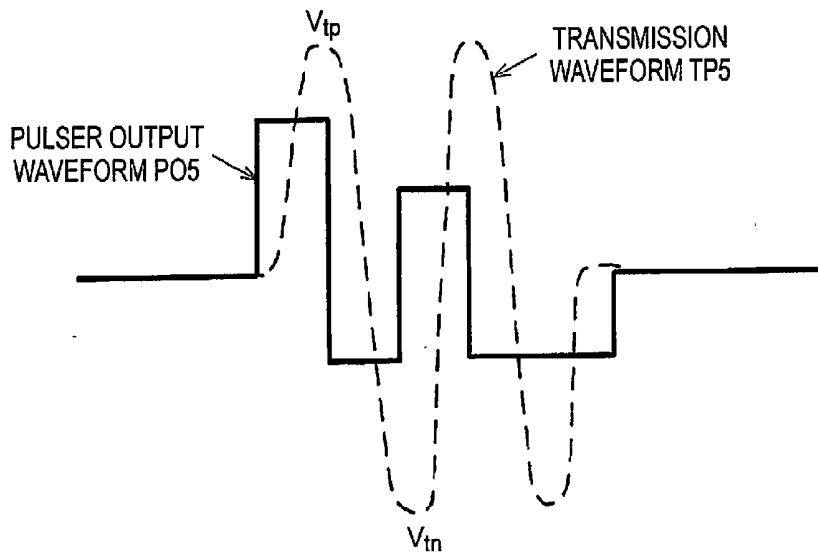 Vtp
TRANSMISSION
WAVEFORM TP5
PULSER OUTPUT
WAVEFORM PO5
Vtn